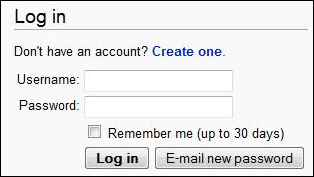 Log in
Don't have an account? Create one.
Username:
Password:
Remember me (up to 30 days)
Log in E-mail new password